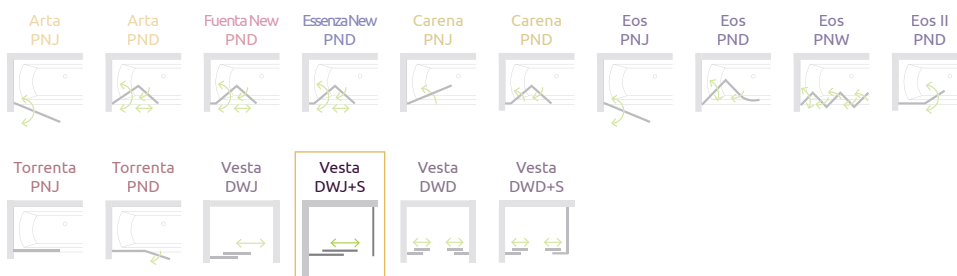 Arta
PNJ
Arta
PND
Fuenta New
PND
Essenza New
PND
Carena
PNJ
Carena
PND
Eos
PNJ
Eos
PND
Eos
PNW
Eos II
PND
Torrenta
PNJ
Torrenta
PND
Vesta
DWJ
Vesta
DWJ+S
Vesta
DWD
Vesta
DWD+S